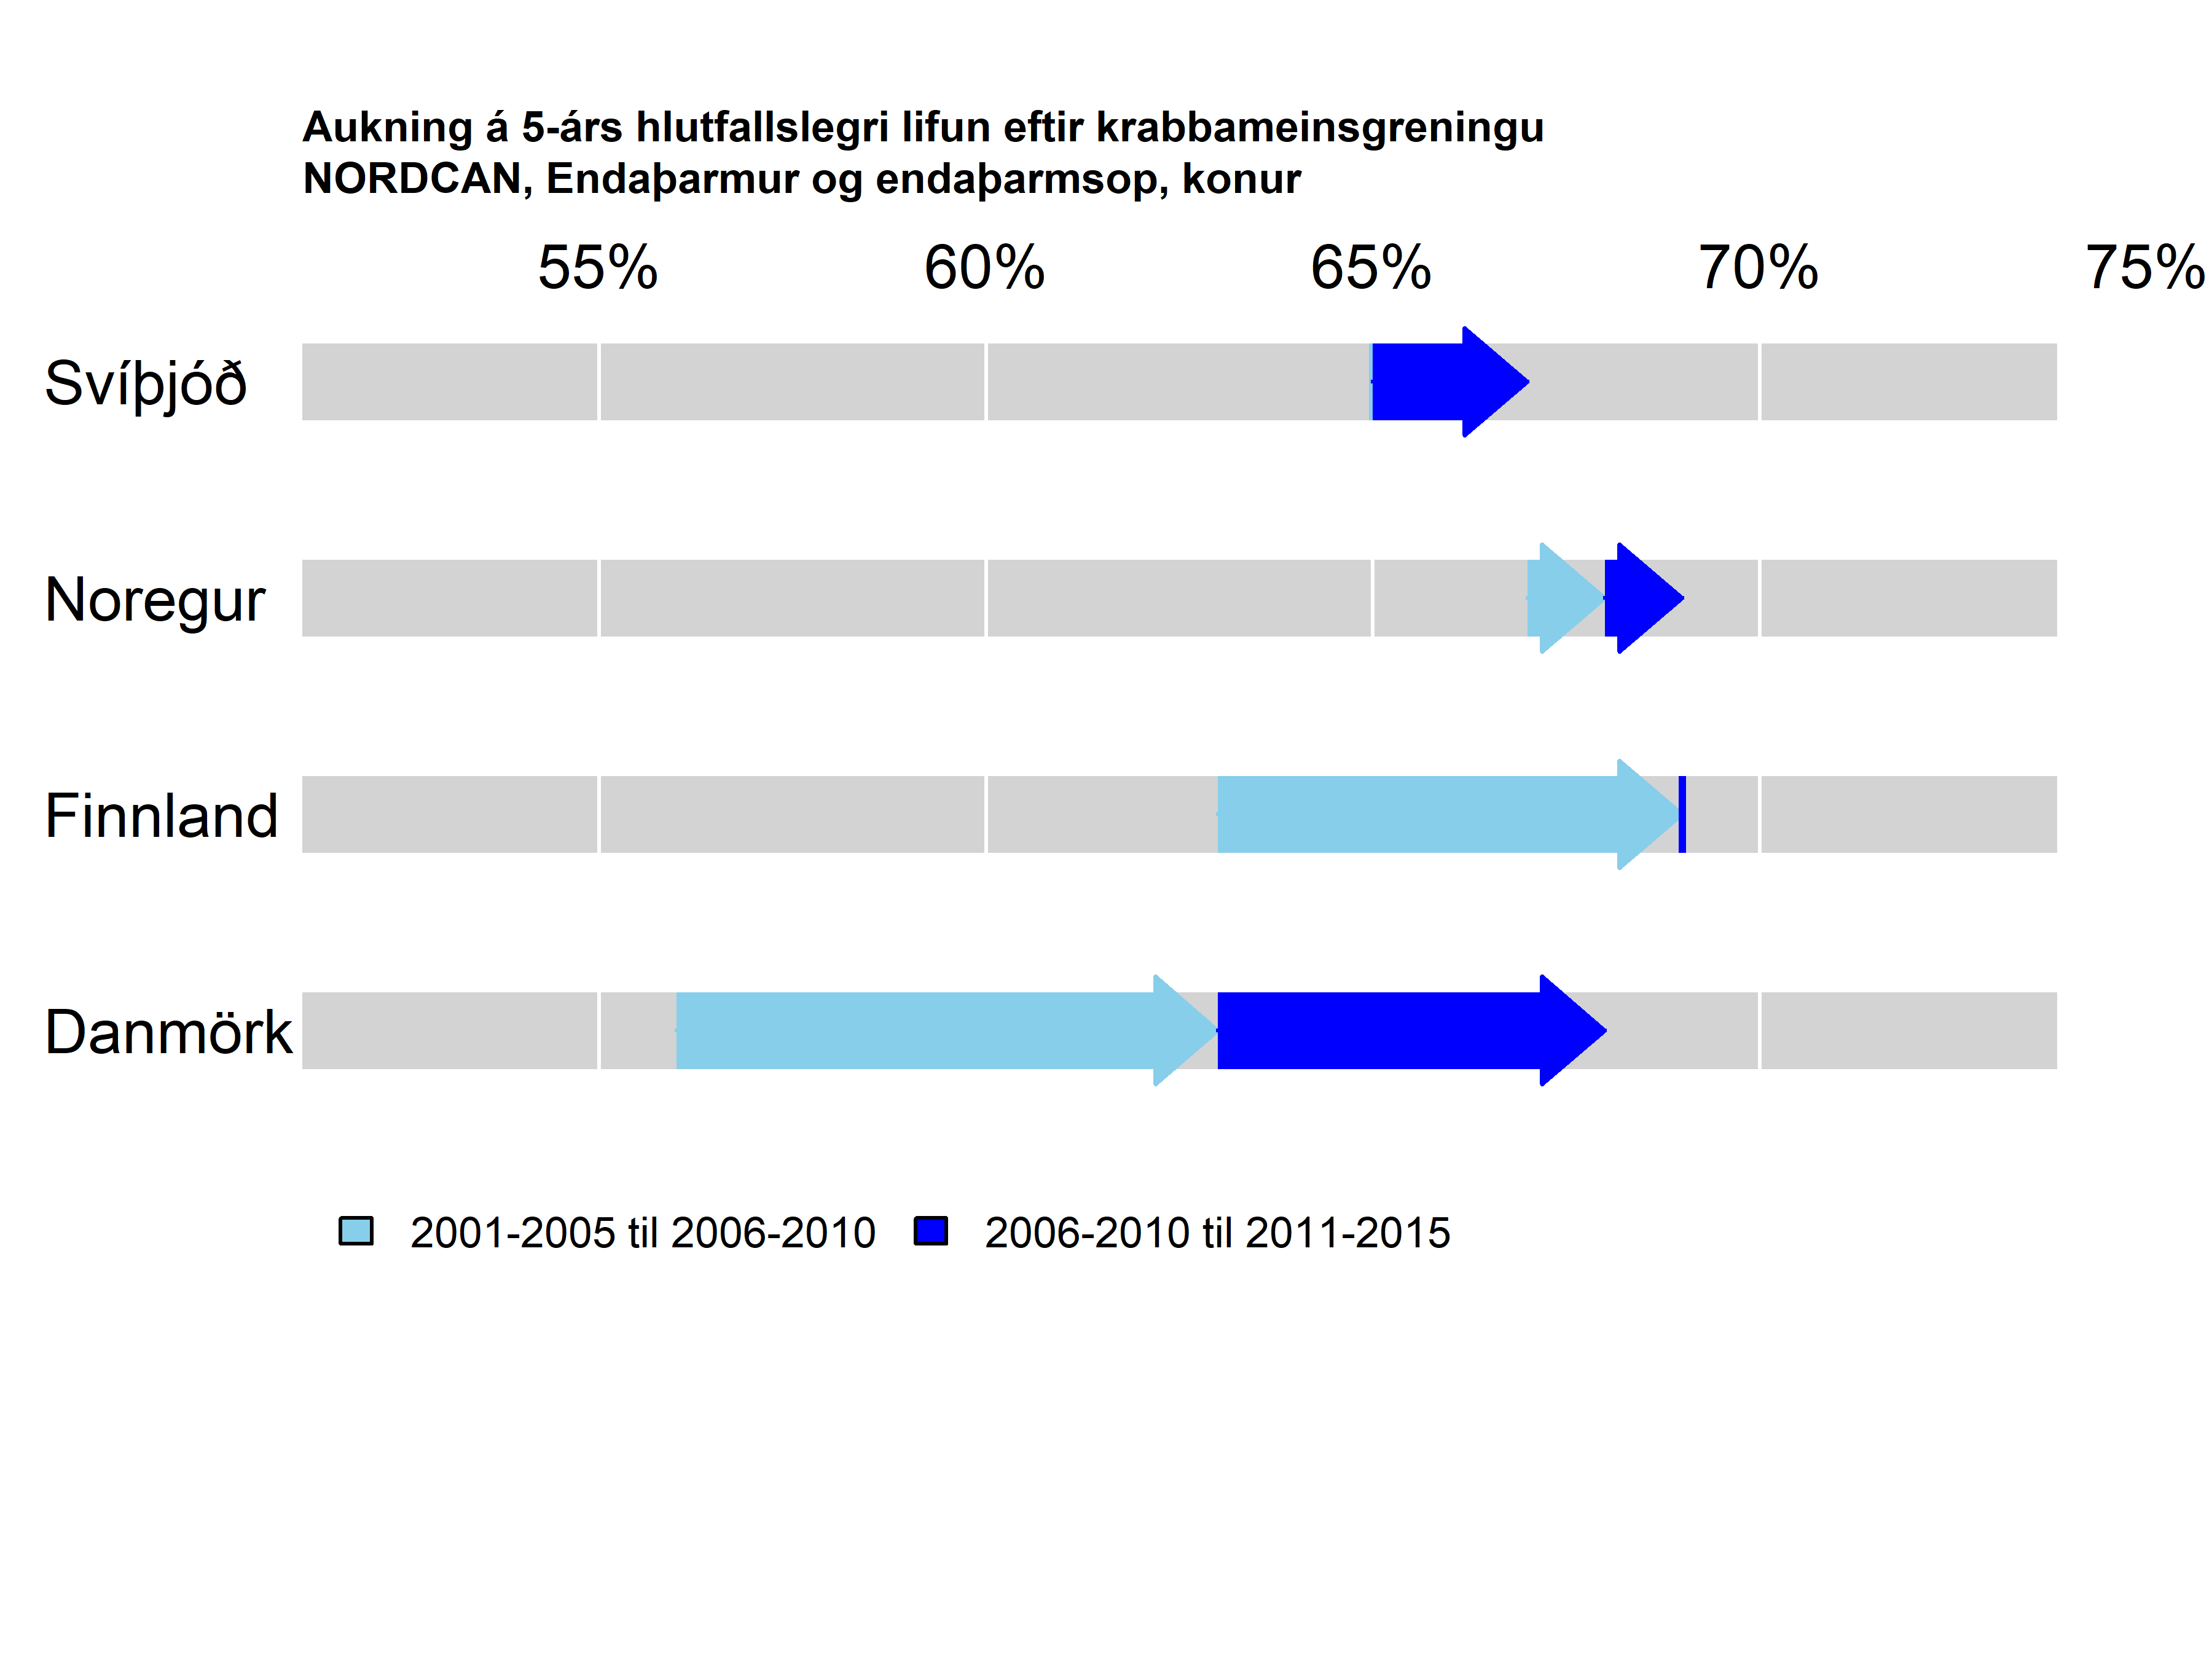 Aukning á 5-árs hlutfallslegri lifun eftir krabbameinsgreningu
NORDCAN, Endaþarmur og endaþarmsop, konur
55% 60% 65% 70% 75%
Svíþjóð
Noregur
Finnland
Danmörk
2001-2005 til 2006-2010 2006-2010 til 2011-2015